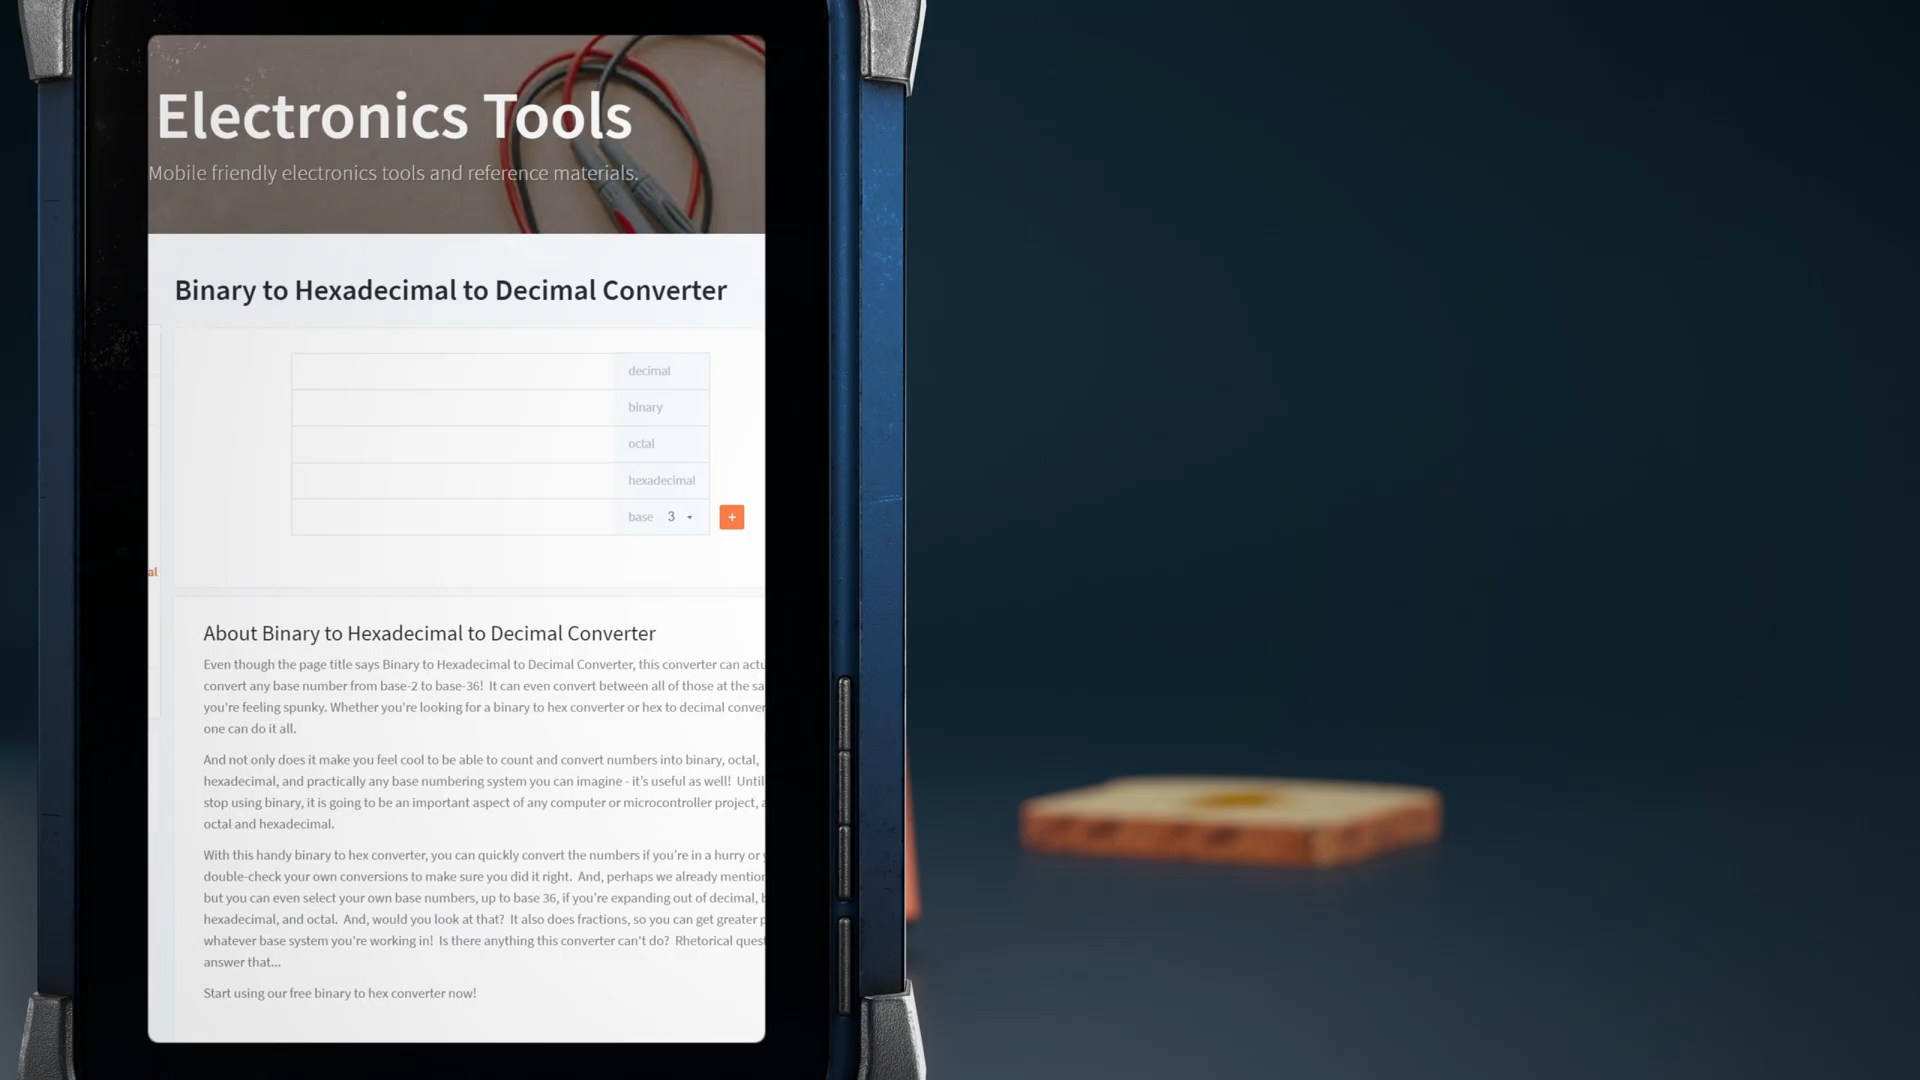 Electronics Tools
Mobile friendly electronics tools and reference materials.
Binary to Hexadecimal to Decimal Converter
decimal
binary
octal
hexadecimal
base 3
+
al
About Binary to Hexadecimal to Decimal Converter
Even though the page title says Binary to Hexadecimal to Decimal Converter, this converter can actu
convert any base number from base-2 to base-36! It can even convert between all of those at the sa
you're feeling spunky. Whether you're looking for a binary to hex converter or hex to decimal conver
one can do it all.
And not only does it make you feel cool to be able to count and convert numbers into binary, octal,
hexadecimal, and practically any base numbering system you can imagine - it's useful as well! Until
stop using binary, it is going to be an important aspect of any computer or microcontroller project, a
octal and hexadecimal.
With this handy binary to hex converter, you can quickly convert the numbers if you're in a hurry or y
double-check your own conversions to make sure you did it right. And, perhaps we already mention
but you can even select your own base numbers, up to base 36, if you're expanding out of decimal, b
hexadecimal, and octal. And, would you look at that? It also does fractions, so you can get greater p
whatever base system you're working in! Is there anything this converter can't do? Rhetorical quest
answer that...
Start using our free binary to hex converter now!